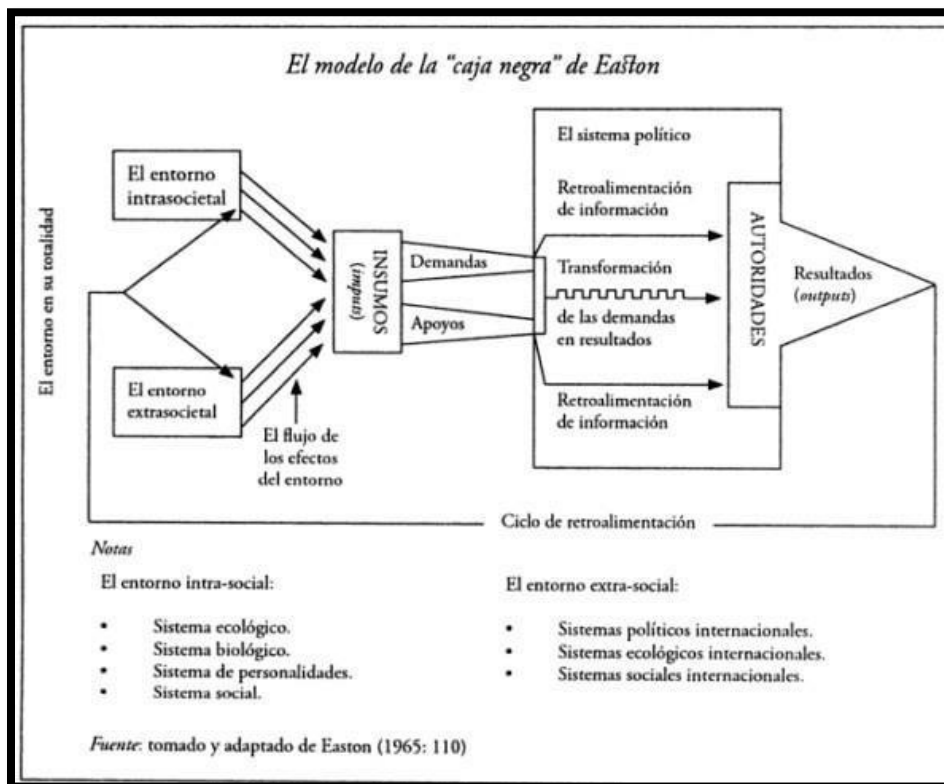 El modelo de la "caja negra" de Easton
El entorno en su totalidad
El entorno
intrasocietal
El entorno
extrasocietal
El flujo de
los efectos
del entorno
INSUMOS
(inputs)
Demandas
Apoyos
El sistema político
Retroalimentación
de información
Transformación
de las demandas
en resultados
Retroalimentación
de información
AUTORIDADES
Resultados
(outputs)
Ciclo de retroalimentación
Notas
El entorno intra-social:
• Sistema ecológico.
• Sistema biológico.
• Sistema de personalidades.
• Sistema social.
El entorno extra-social:
• Sistemas políticos internacionales.
• Sistemas ecológicos internacionales.
• Sistemas sociales internacionales.
Fuente: tomado y adaptado de Easton (1965: 110)